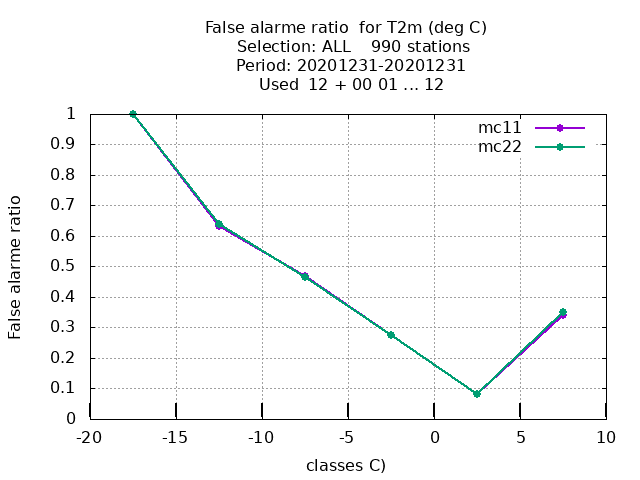 False alarme ratio  for T2m (deg C)
Selection: ALL    990 stations
Period: 20201231-20201231
Used  12 + 00 01 ... 12
mc11
mc22
1
0.9
0.8
0.7
0.6
0.5
0.4
0.3
0.2
0.1
0
False alarme ratio
-20
-15
-10
-5
0
5
10
classes C)